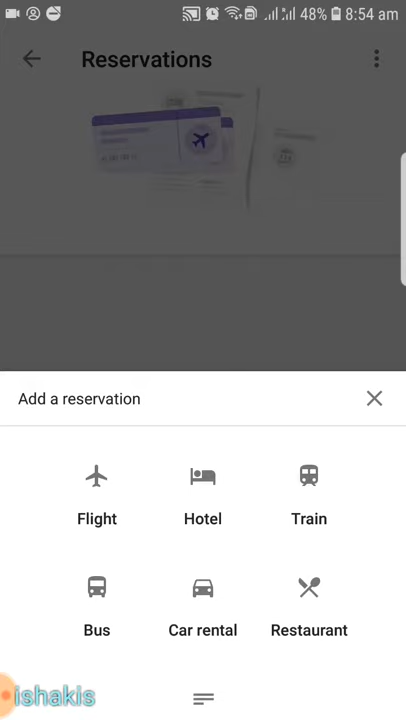 48% 8:54 am
Reservations
Add a reservation
Flight Hotel Train
Bus Car rental Restaurant
ishakis